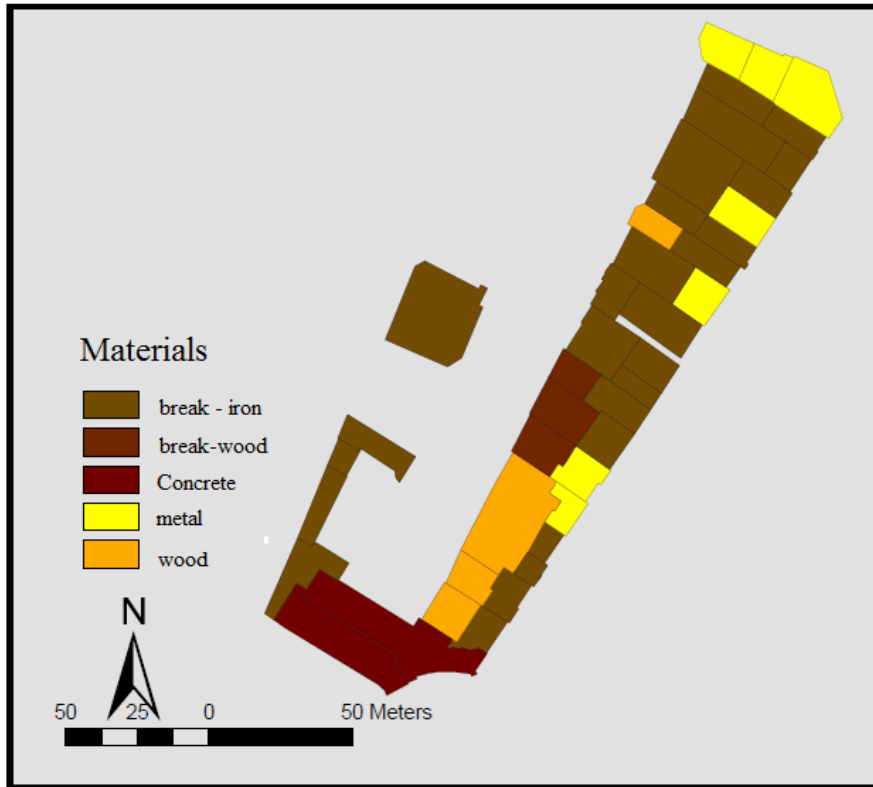 Materials
break - iron
break-wood
Concrete
metal
wood
N
50 25 0 50 Meters